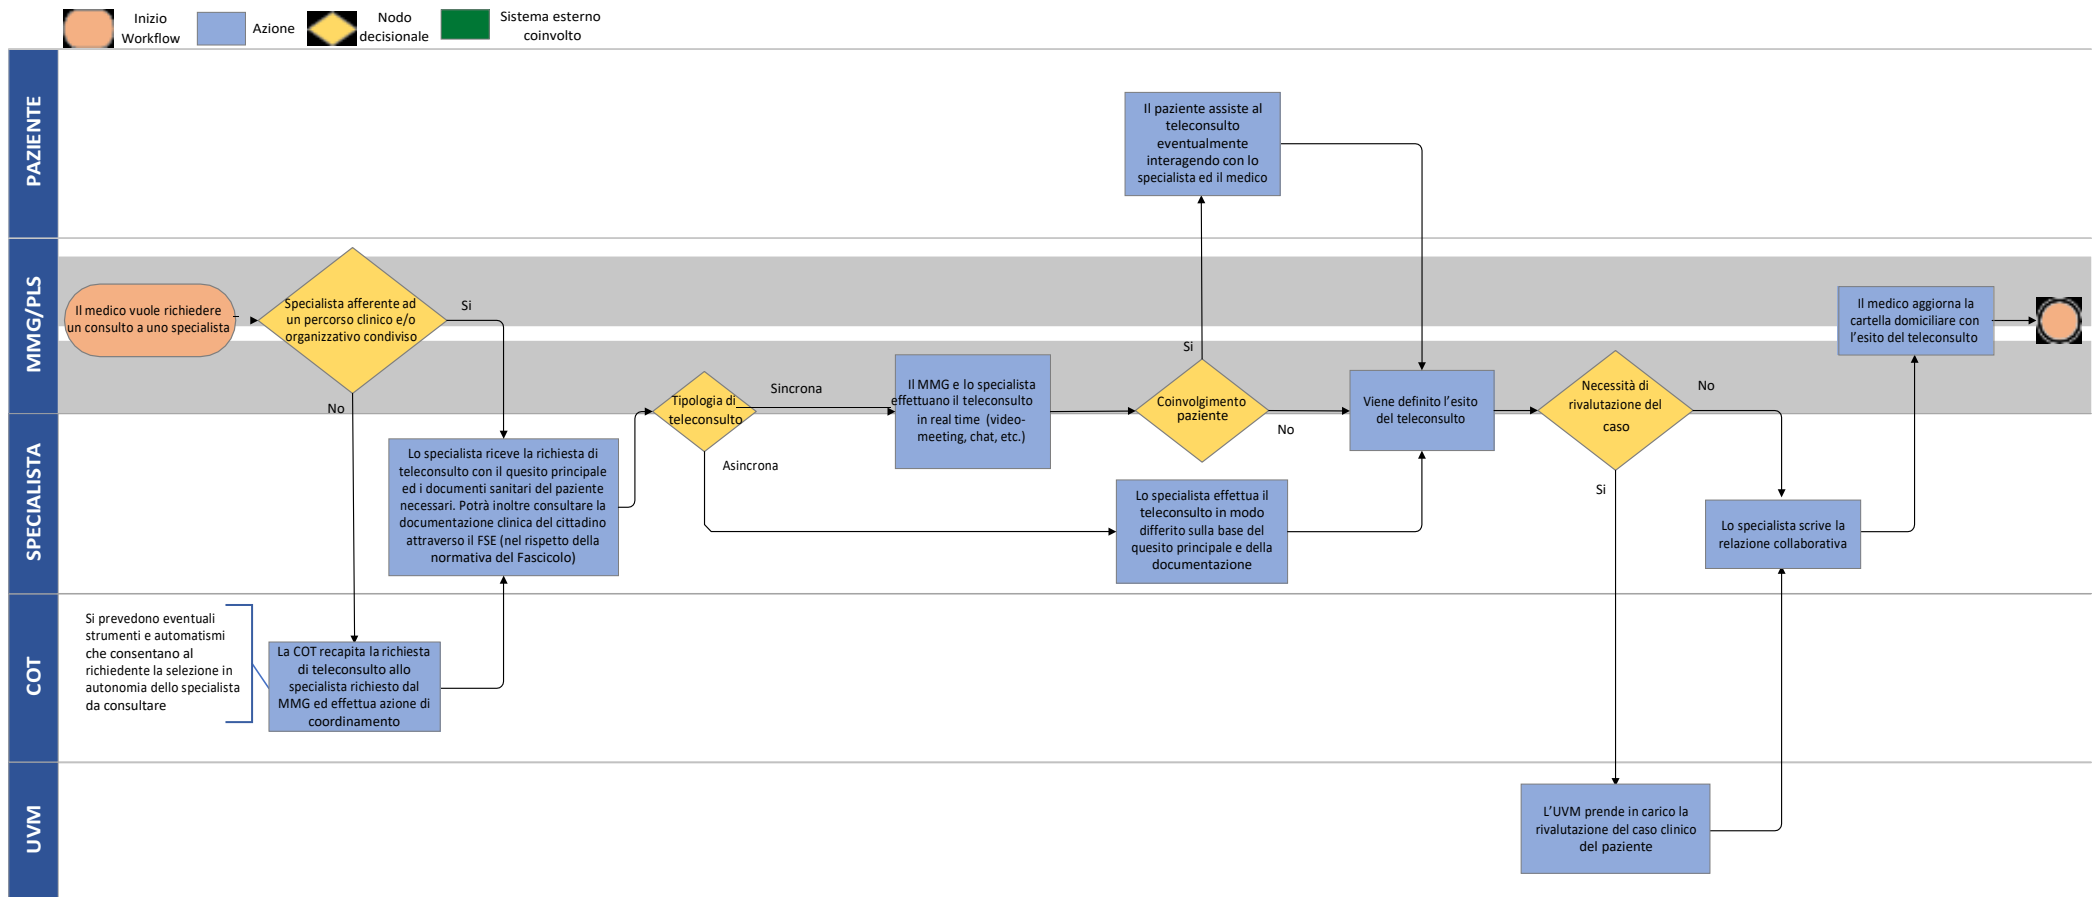 Inizio
Workflow
Azione
Nodo
decisionale
Sistema esterno
coinvolto
PAZIENTE
Il paziente assiste al
teleconsulto
eventualmente
interagendo con lo
specialista ed il medico
MMG/PLS
Il medico vuole richiedere
un consulto a uno specialista
Specialista afferente ad
un percorso clinico e/o
organizzativo condiviso
Si
No
Tipologia di
teleconsulto
Sincrona
Asincrona
Il MMG e lo specialista
effettuano il teleconsulto
in real time (video-
meeting, chat, etc.)
Si
Coinvolgimento
paziente
No
Viene definito l’esito
del teleconsulto
Necessità di
rivalutazione del
caso
No
Si
Il medico aggiorna la
cartella domiciliare con
l’esito del teleconsulto
SPECIALISTA
Lo specialista riceve la richiesta di
teleconsulto con il quesito principale
ed i documenti sanitari del paziente
necessari. Potrà inoltre consultare la
documentazione clinica del cittadino
attraverso il FSE (nel rispetto della
normativa del Fascicolo)
Lo specialista effettua il
teleconsulto in modo
differito sulla base del
quesito principale e della
documentazione
Lo specialista scrive la
relazione collaborativa
COT
Si prevedono eventuali
strumenti e automatismi
che consentano al
richiedente la selezione in
autonomia dello specialista
da consultare
La COT recapita la richiesta
di teleconsulto allo
specialista richiesto dal
MMG ed effettua azione di
coordinamento
UVM
L’UVM prende in carico la
rivalutazione del caso clinico
del paziente